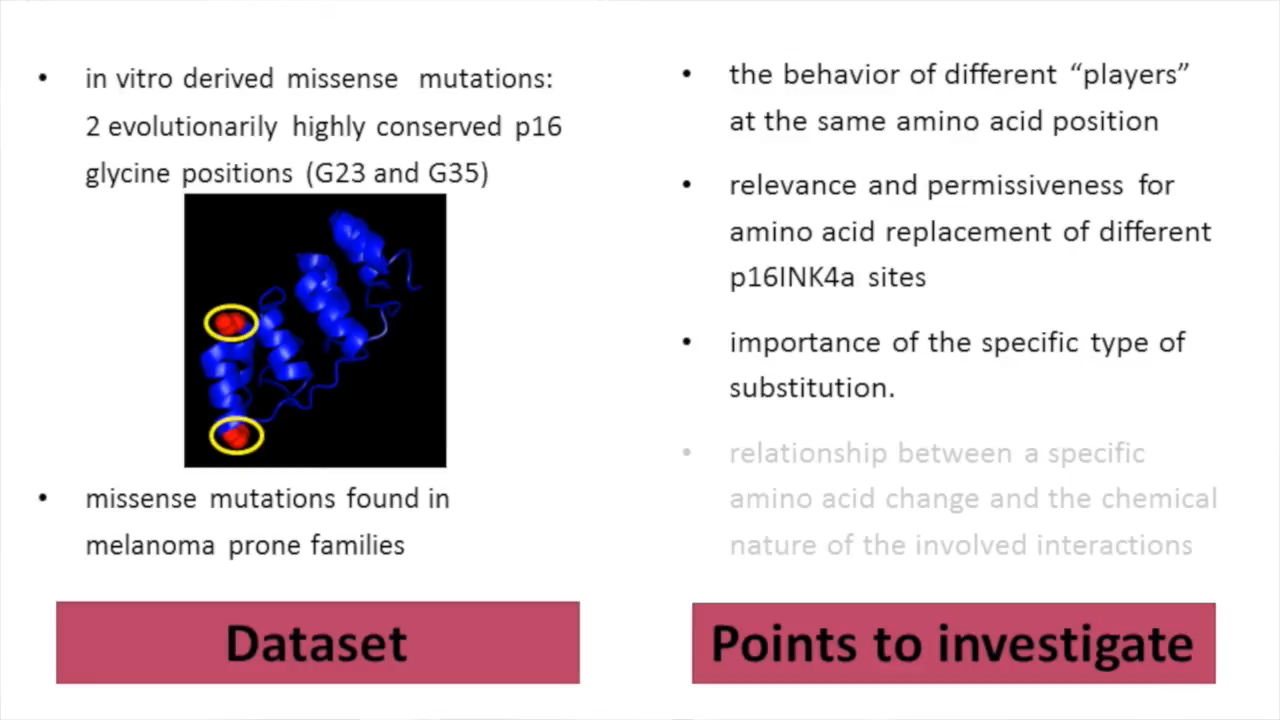 • in vitro derived missense mutations:
2 evolutionarily highly conserved p16
glycine positions (G23 and G35)
• missense mutations found in
melanoma prone families
Dataset
• the behavior of different “players”
at the same amino acid position
• relevance and permissiveness for
amino acid replacement of different
p16INK4a sites
• importance of the specific type of
substitution.
• relationship between a specific
amino acid change and the chemical
nature of the involved interactions
Points to investigate